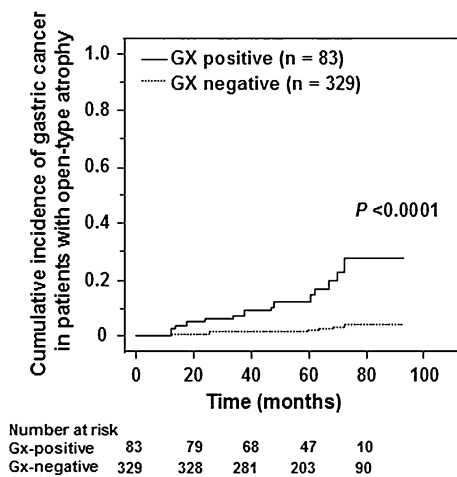 Cumulative incidence of gastric cancer
in patients with open-type atrophy
1.0
0.8
0.6
0.4
0.2
0
GX positive (n = 83)
GX negative (n = 329)
P <0.0001
0 20 40 60 80 100
Time (months)
Number at risk
Gx-positive 83 79 68 47 10
Gx-negative 329 328 281 203 90